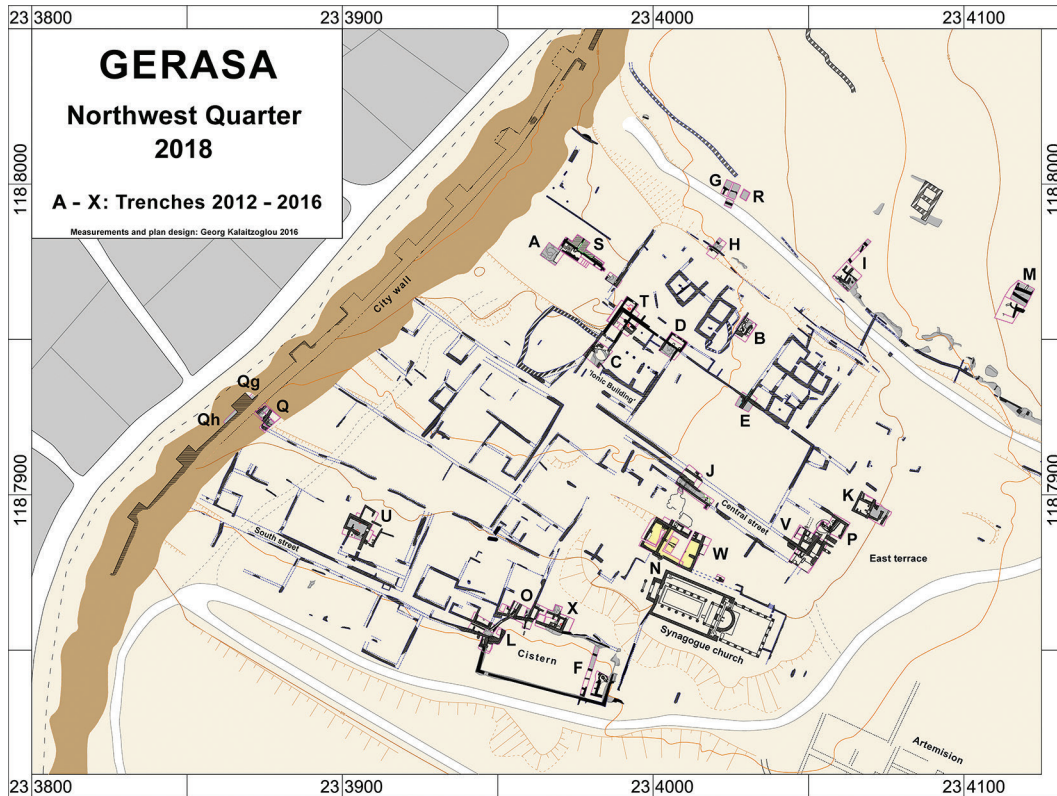 23 3800
23 3900
23 4000
23 4100
GERASA
Northwest Quarter
2018
A - X: Trenches 2012 - 2016
Measurements and plan design: Georg Kalaitzoglou 2016
118 8000
118 8000
G
R
A
S
H
I
M
City wall
T
D
B
C
"Ionic Building"
E
Qg
Qh
Q
J
118 7900
118 7900
K
Central street
V
P
U
W
East terrace
South street
N
O
X
Synagogue church
L
Cistern
F
Artemision
23 3800
23 3900
23 4000
23 4100